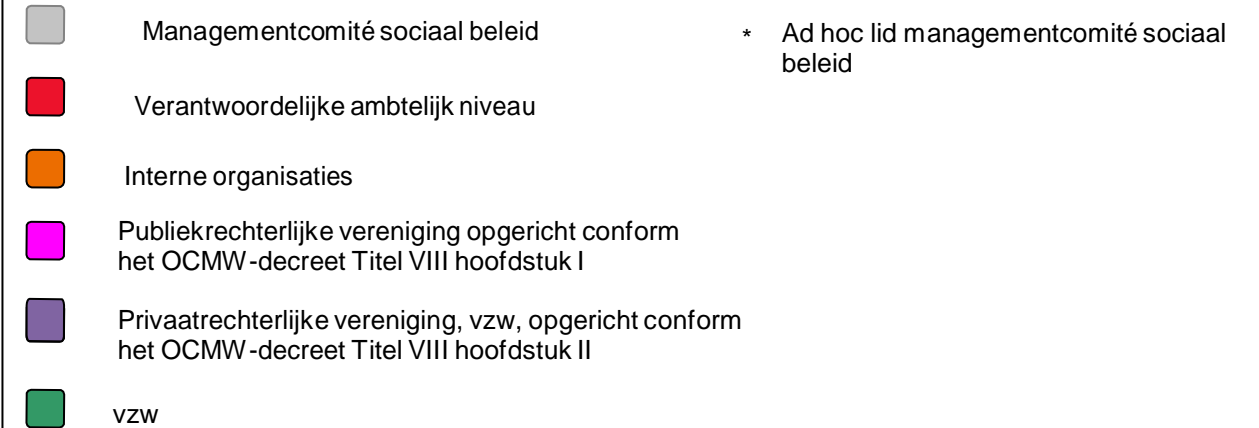 Managementcomité sociaal beleid
* Ad hoc lid managementcomité sociaal
beleid
Verantwoordelijke ambtelijk niveau
Interne organisaties
Publiekrechterlijke vereniging opgericht conform
het OCMW-decreet Titel VIII hoofdstuk I
Privaatrechterlijke vereniging, vzw, opgericht conform
het OCMW-decreet Titel VIII hoofdstuk II
vzw